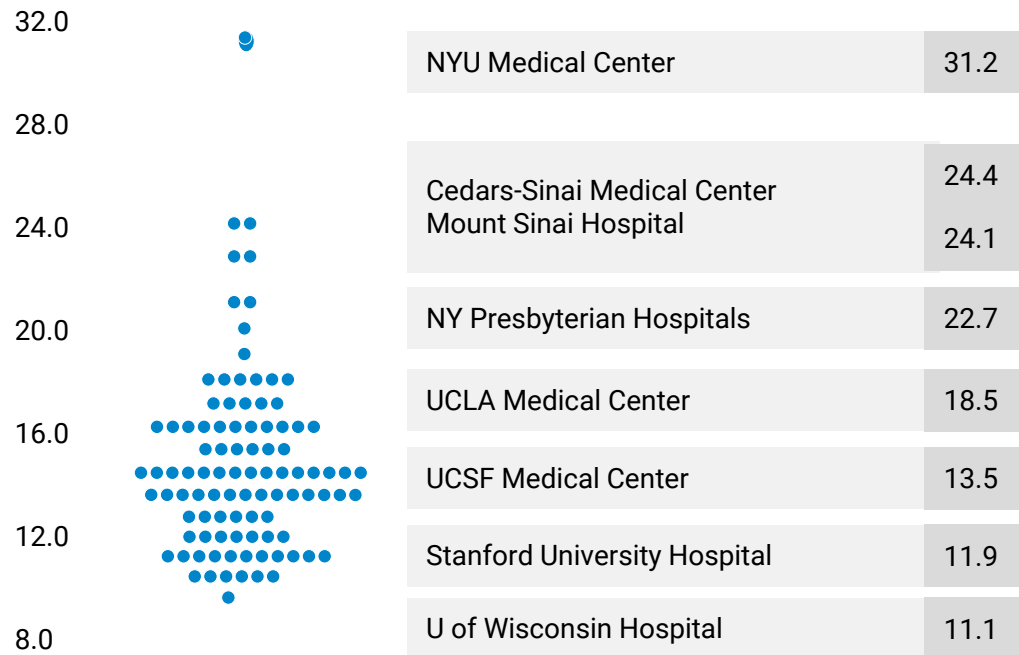 32.0
28.0
24.0
20.0
16.0
12.0
8.0
NYU Medical Center 31.2
Cedars-Sinai Medical Center 24.4
Mount Sinai Hospital 24.1
NY Presbyterian Hospitals 22.7
UCLA Medical Center 18.5
UCSF Medical Center 13.5
Stanford University Hospital 11.9
U of Wisconsin Hospital 11.1